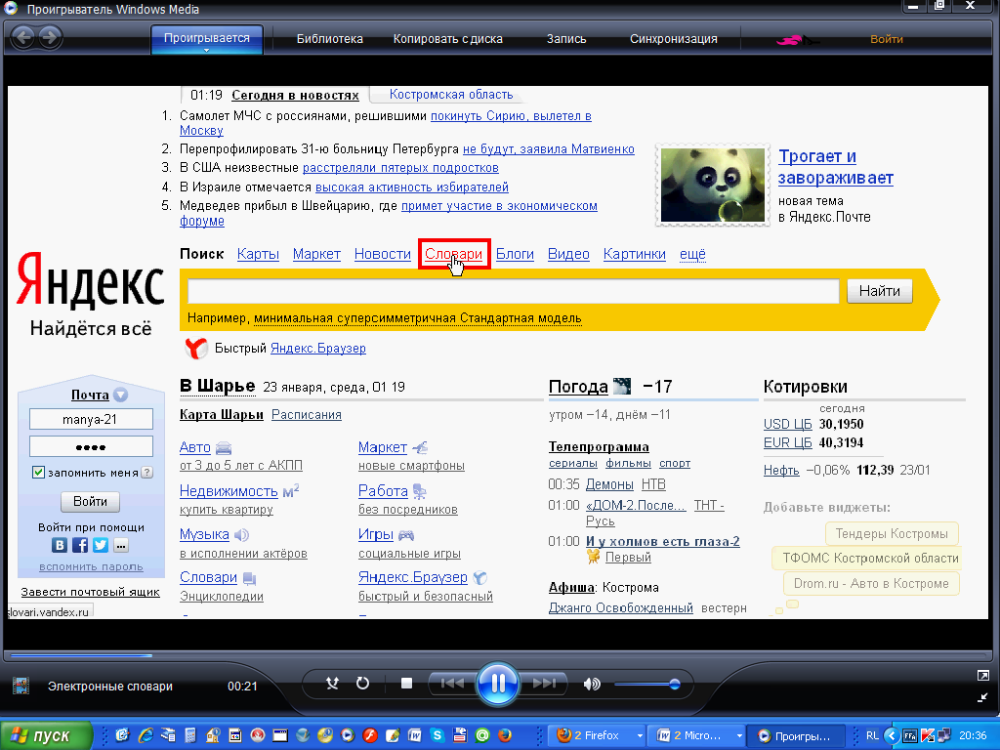 Проигрыватель Windows Media
Проигрывается Библиотека Копировать с диска Запись Синхронизация Войти
01:19 Сегодня в новостях Костромская область
1. Самолет МЧС с россиянами, решившими покинуть Сирию, вылетел в
Москву
2. Перепрофилировать 31-ю больницу Петербурга не будут, заявила Матвиенко
3. В США неизвестные расстреляли пятерых подростков
4. В Израиле отмечается высокая активность избирателей
5. Медведев прибыл в Швейцарию, где примет участие в экономическом
форуме
Трогает и
завораживает
новая тема
в Яндекс.Почте
Поиск Карты Маркет Новости Словари Блоги Видео Картинки ещё
Яндекс
Найдётся всё
Найти
Например, минимальная суперсимметричная Стандартная модель
Быстрый Яндекс.Браузер
Почта
manya-21
запомнить меня ?
Войти
Войти при помощи
В f ...
вспомнить пароль
Завести почтовый ящик
slovari.yandex.ru
В Шарье 23 января, среда, 01 19
Карта Шарьи Расписания
Авто
от 3 до 5 лет с АКПП
Маркет
новые смартфоны
Недвижимость м²
купить квартиру
Работа
без посредников
Музыка
в исполнении актёров
Игры
социальные игры
Словари
Энциклопедии
Яндекс.Браузер
быстрый и безопасный
Погода −17
утром −14, днём −11
Телепрограмма
сериалы фильмы спорт
00:35 Демоны НТВ
01:00 «ДОМ-2.После... ТНТ -
Русь
01:00 И у холмов есть глаза-2
Первый
Афиша: Кострома
Джанго Освобожденный вестерн
Котировки
сегодня
USD ЦБ 30,1950
EUR ЦБ 40,3194
Нефть −0,06% 112,39 23/01
Добавьте виджеты:
Тендеры Костромы
ТФОМС Костромской области
Drom.ru - Авто в Костроме
Электронные словари 00:21
пуск 2 Firefox 2 Micro... Проигры... RL 20:36